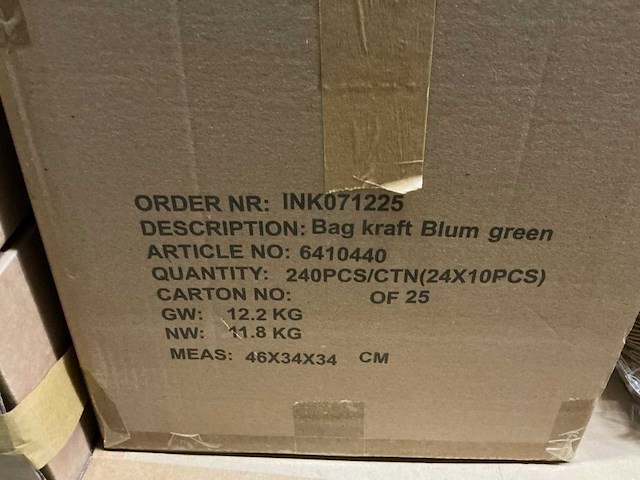 ORDER NR: INK071225
DESCRIPTION: Bag kraft Blum green
ARTICLE NO: 6410440
QUANTITY: 240PCS/CTN(24X10PCS)
CARTON NO: OF 25
GW: 12.2 KG
NW: 11.8 KG
MEAS: 46X34X34 CM